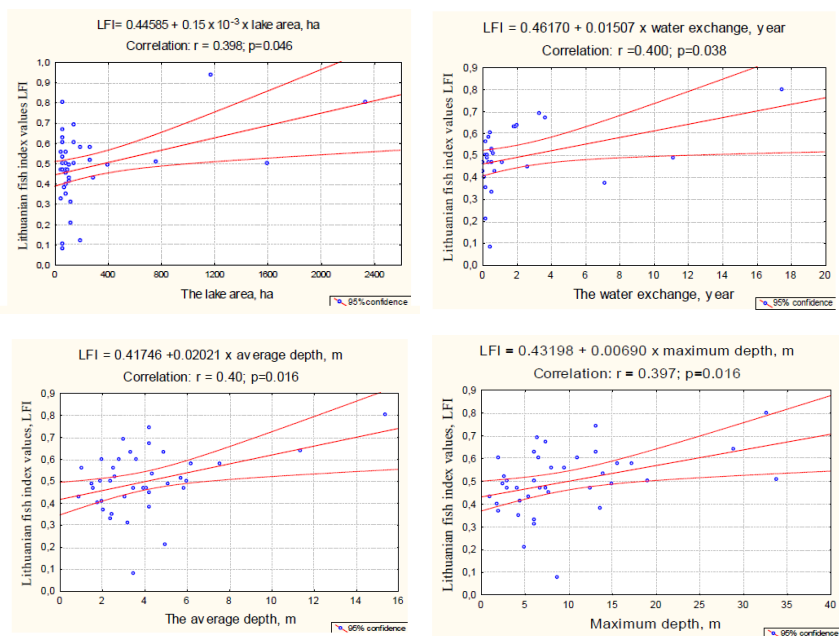 LFI= 0.44585 + 0.15 x 10⁻³ x lake area, ha
Correlation: r = 0.398; p=0.046
Lithuanian fish index values LFI
1,0
0,9
0,8
0,7
0,6
0,5
0,4
0,3
0,2
0,1
0,0
0 400 800 1200 1600 2000 2400
The lake area, ha
95%confidence
LFI = 0.46170 + 0.01507 x water exchange, year
Correlation: r =0.400; p=0.038
Lithuanian fish index values LFI
0,9
0,8
0,7
0,6
0,5
0,4
0,3
0,2
0,1
0,0
0 2 4 6 8 10 12 14 16 18 20
The water exchange, year
95% confidence
LFI = 0.41746 +0.02021 x average depth, m
Correlation: r = 0.40; p=0.016
Lithuanian fish index values, LFI
0,9
0,8
0,7
0,6
0,5
0,4
0,3
0,2
0,1
0,0
0 2 4 6 8 10 12 14 16
The average depth, m
95% confidence
LFI = 0.43198 + 0.00690 x maximum depth, m
Correlation: r = 0.397; p=0.016
Lithuanian fish index values, LFI
0,9
0,8
0,7
0,6
0,5
0,4
0,3
0,2
0,1
0,0
0 5 10 15 20 25 30 35 40
Maximum depth, m
95% confidence